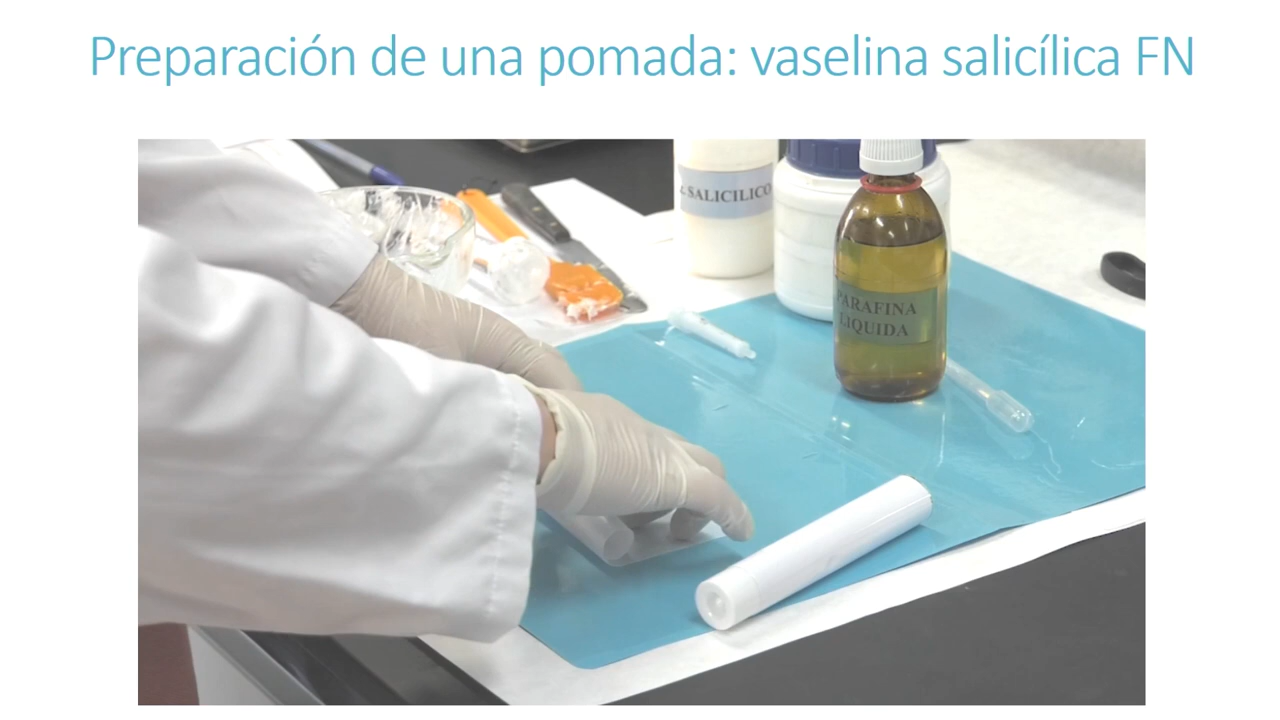 Preparación de una pomada: vaselina salicílica FN
SALICILICO
PARAFINA
LIQUIDA